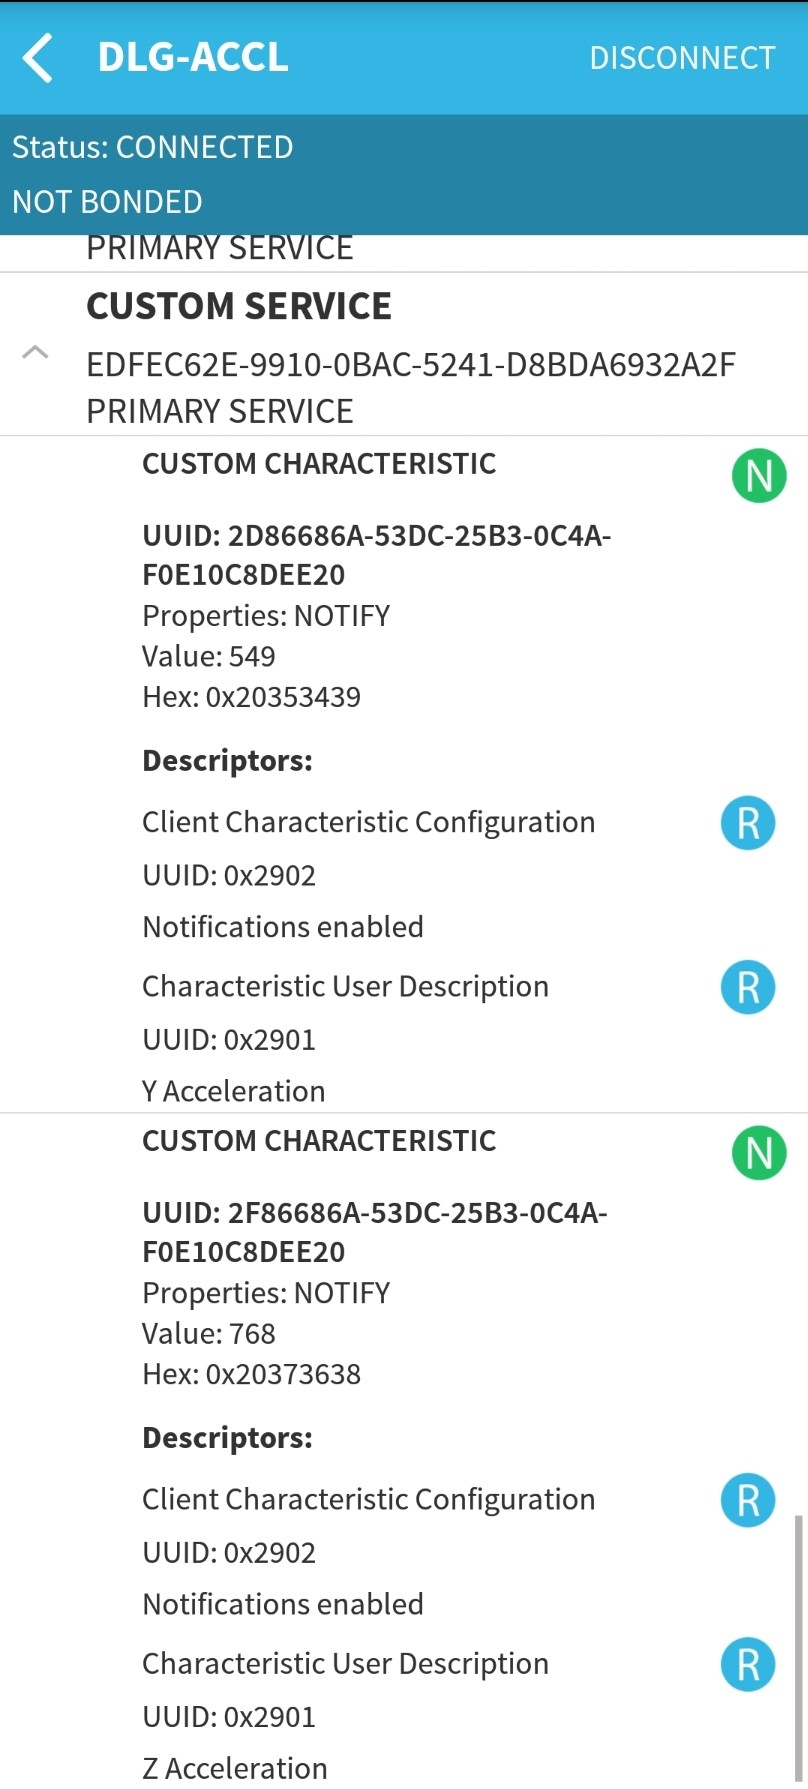 DLG-ACCL
DISCONNECT
Status: CONNECTED
NOT BONDED
PRIMARY SERVICE
CUSTOM SERVICE
EDFEC62E-9910-0BAC-5241-D8BDA6932A2F
PRIMARY SERVICE
CUSTOM CHARACTERISTIC
N
UUID: 2D86686A-53DC-25B3-0C4A-
F0E10C8DEE20
Properties: NOTIFY
Value: 549
Hex: 0x20353439
Descriptors:
Client Characteristic Configuration
R
UUID: 0x2902
Notifications enabled
Characteristic User Description
R
UUID: 0x2901
Y Acceleration
CUSTOM CHARACTERISTIC
N
UUID: 2F86686A-53DC-25B3-0C4A-
F0E10C8DEE20
Properties: NOTIFY
Value: 768
Hex: 0x20373638
Descriptors:
Client Characteristic Configuration
R
UUID: 0x2902
Notifications enabled
Characteristic User Description
R
UUID: 0x2901
Z Acceleration